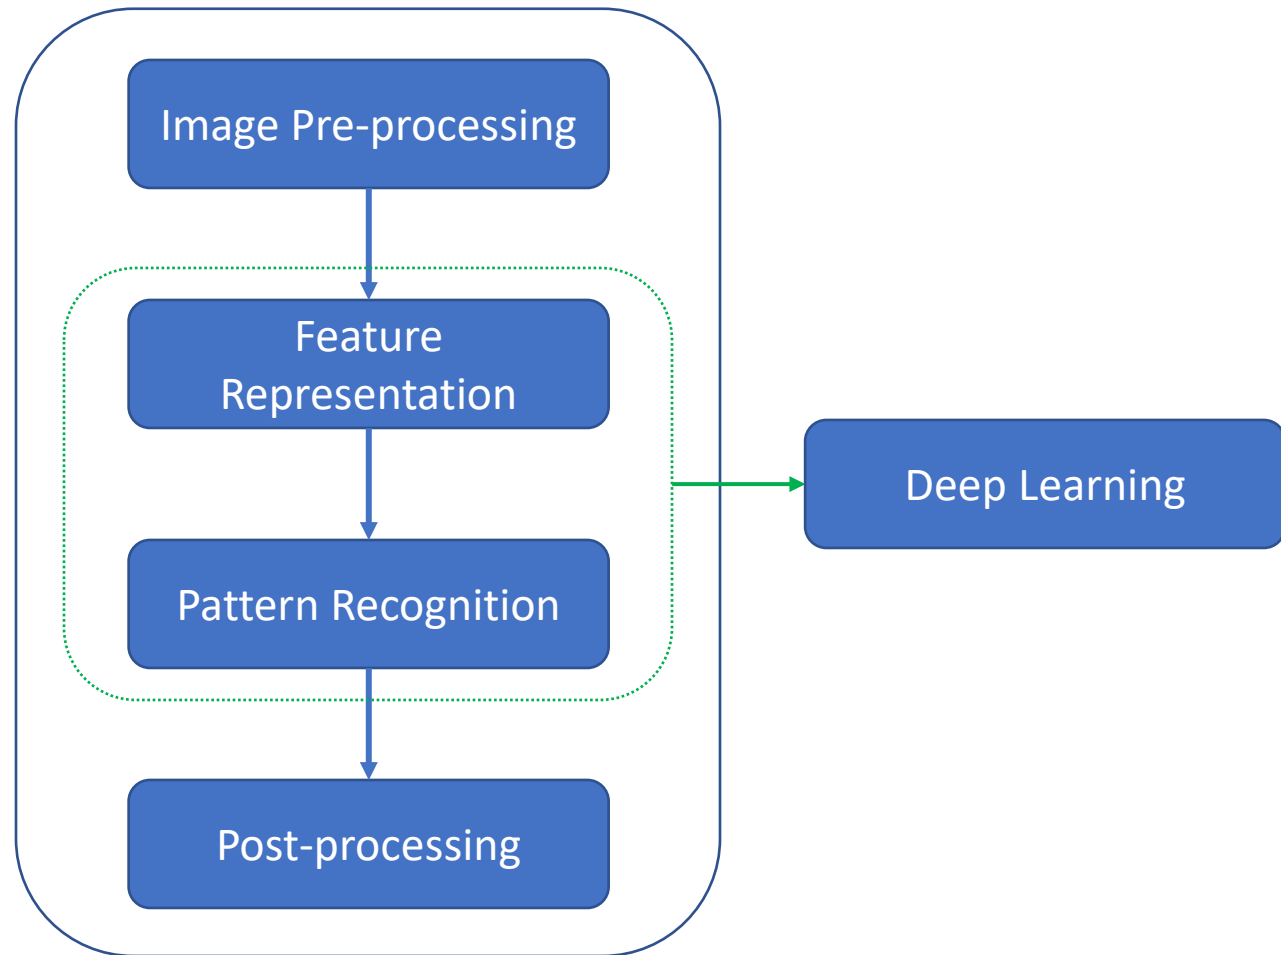 Image Pre-processing
Feature
Representation
Deep Learning
Pattern Recognition
Post-processing